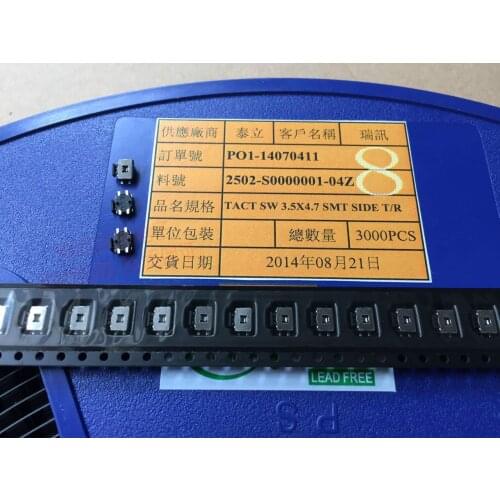 供應廠商 泰立 客戶名稱 瑞訊
訂單號 PO1-14070411
料號 2502-S0000001-04Z
8
品名規格 TACT SW 3.5X4.7 SMT SIDE T/R
單位包裝 總數量 3000PCS
交貨日期 2014年08月21日
LEAD FREE
PS